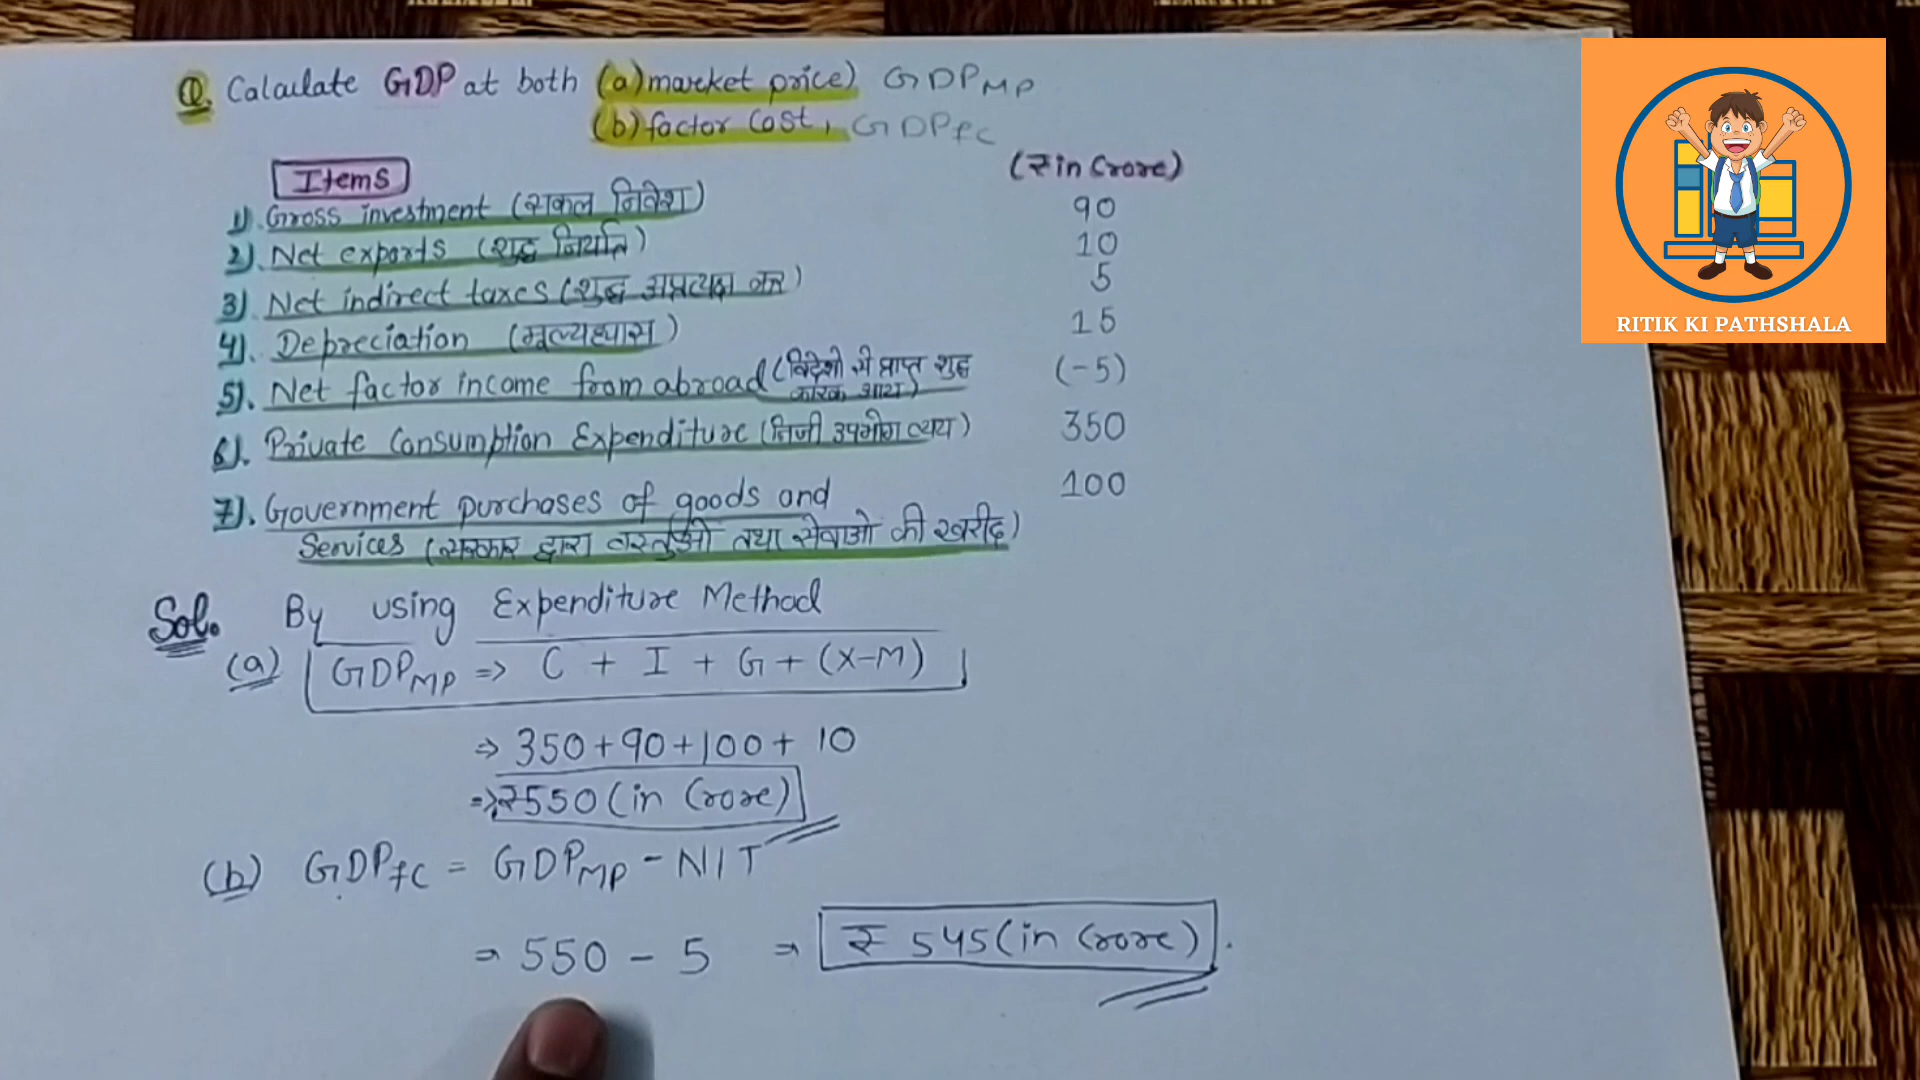 Q. Calculate GDP at both (a) market price) GDPMP
(b) factor Cost, GDPfc
Items
(₹ in Crore)
1). Gross investment (सकल निवेश) 90
2). Net exports (शुद्ध निर्यात) 10
3). Net indirect taxes (शुद्ध अप्रत्यक्ष कर) 5
4). Depreciation (मूल्यह्रास) 15
5). Net factor income from abroad (विदेशो से प्राप्त शुद्ध (-5)
कारक आय)
6). Private Consumption Expenditure (निजी उपभोग व्यय) 350
7). Government purchases of goods and 100
Services (सरकार द्वारा वस्तुओ तथा सेवाओ की खरीद)
Sol. By using Expenditure Method
(a) GDPMP => C + I + G + (X-M)
=> 350+90+100+ 10
=> ₹550 (in Crore)
(b) GDPfc = GDPMP - NIT
= 550 - 5 = ₹ 545 (in Crore).
RITIK KI PATHSHALA